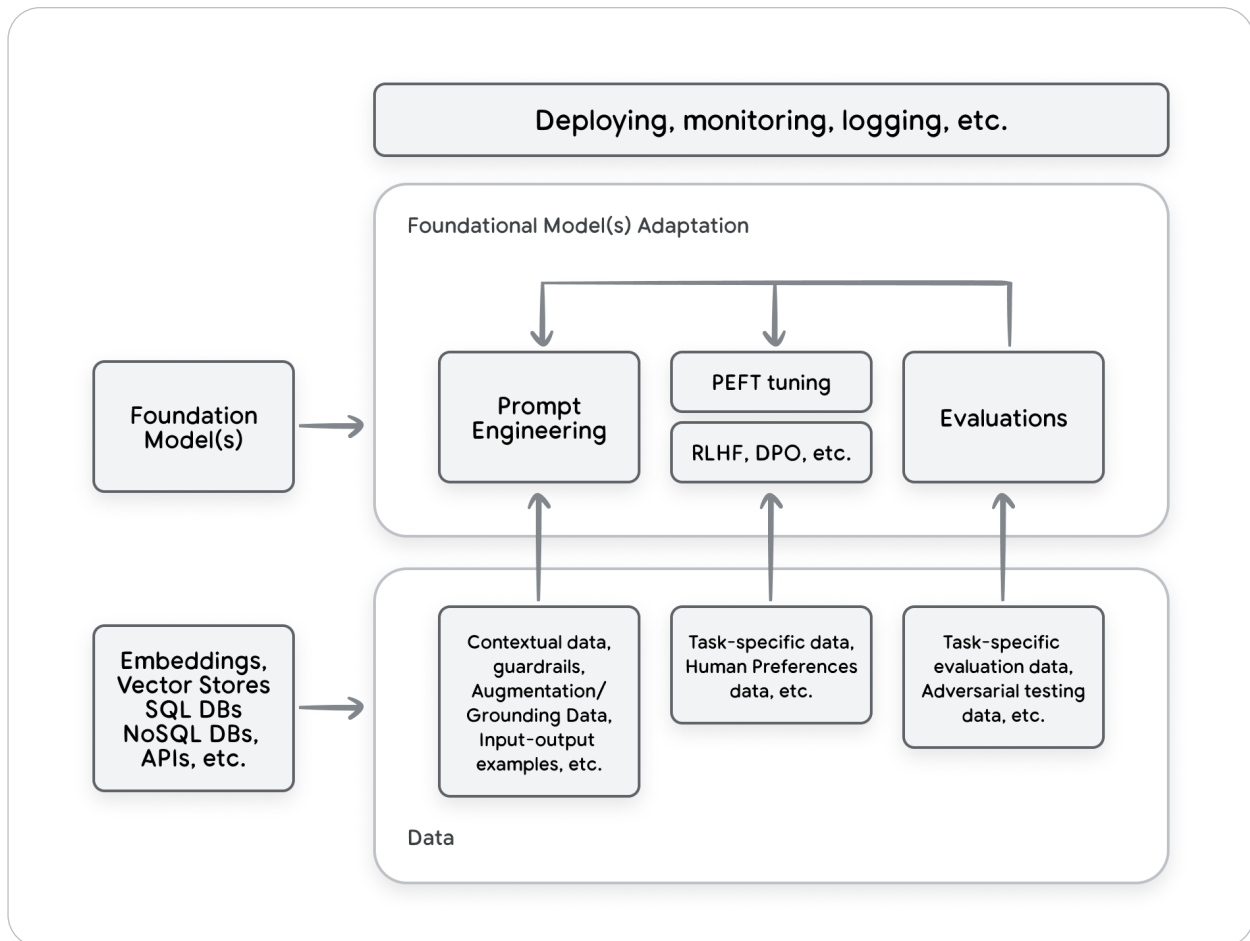 Deploying, monitoring, logging, etc.
Foundational Model(s) Adaptation
Foundation
Model(s)
Prompt
Engineering
PEFT tuning
RLHF, DPO, etc.
Evaluations
Embeddings,
Vector Stores
SQL DBs
NoSQL DBs,
APIs, etc.
Contextual data,
guardrails,
Augmentation/
Grounding Data,
Input-output
examples, etc.
Task-specific data,
Human Preferences
data, etc.
Task-specific
evaluation data,
Adversarial testing
data, etc.
Data